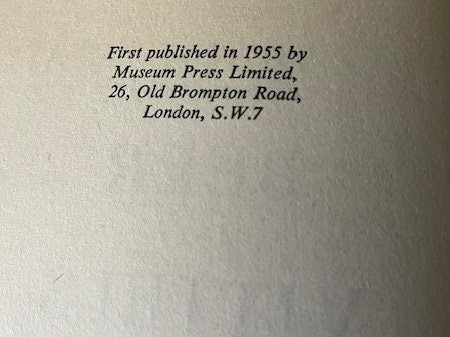 First published in 1955 by
Museum Press Limited,
26, Old Brompton Road,
London, S.W.7